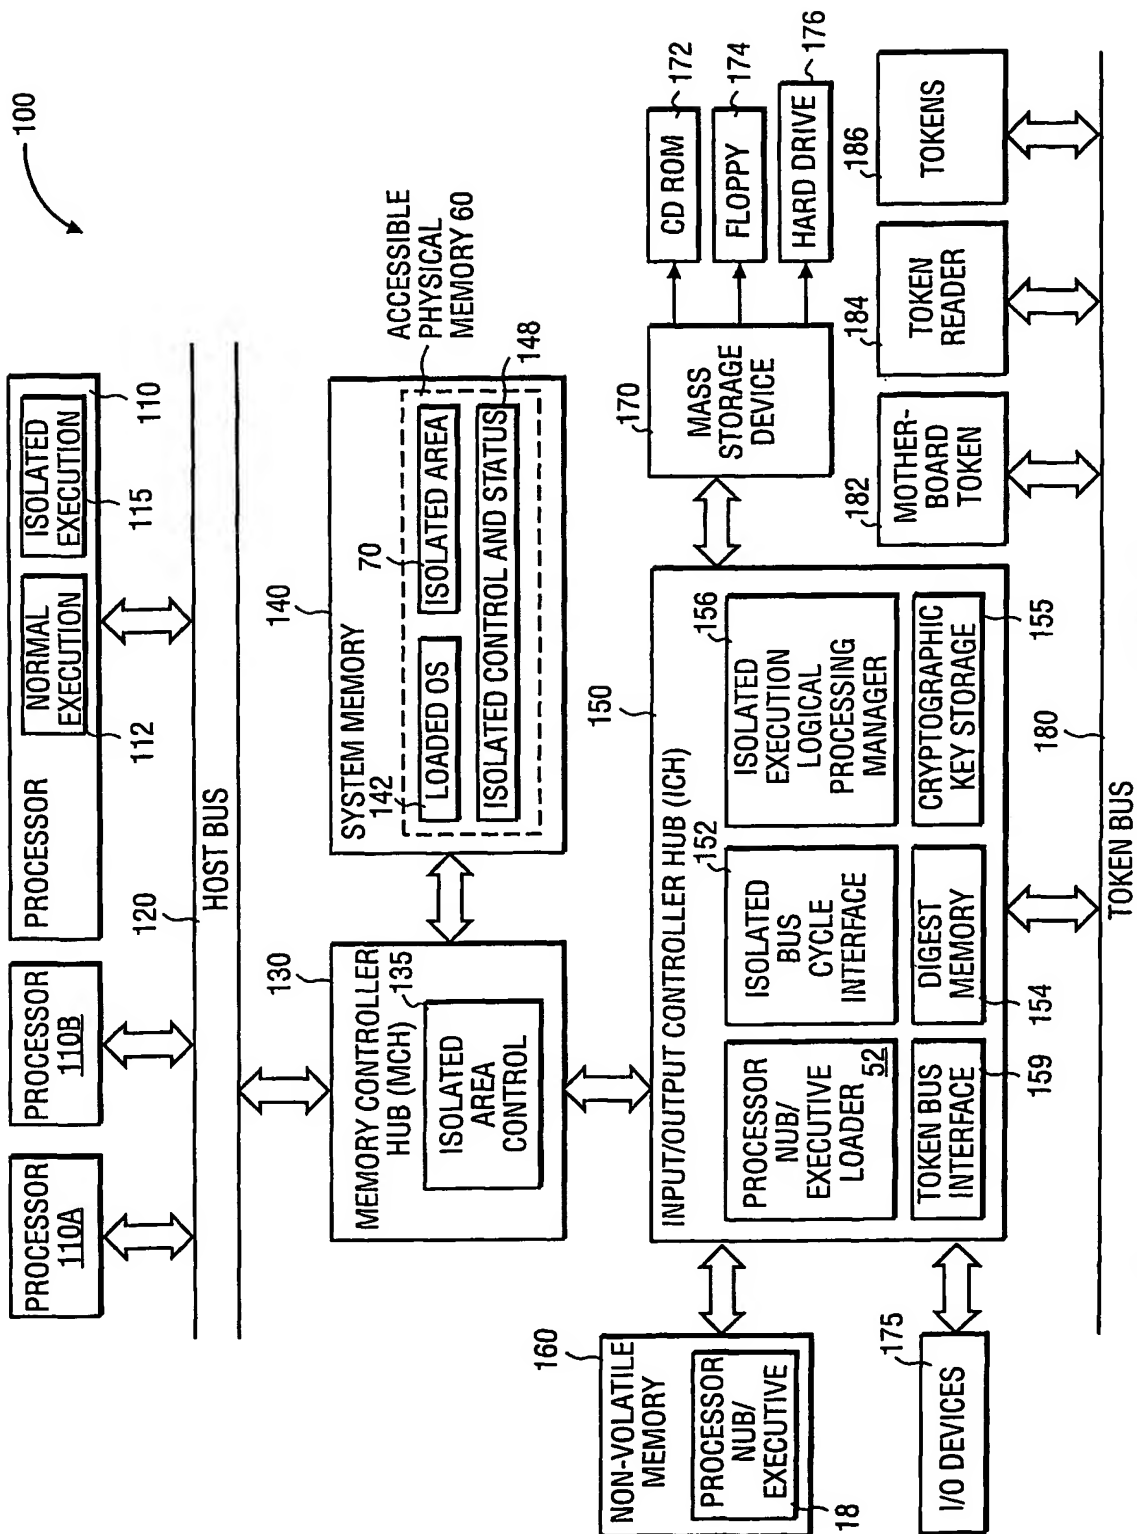 100
PROCESSOR
110A
PROCESSOR
110B
PROCESSOR
NORMAL
EXECUTION
112
ISOLATED
EXECUTION
115
110
120
HOST BUS
130
MEMORY CONTROLLER
HUB (MCH)
135
ISOLATED
AREA
CONTROL
140
SYSTEM MEMORY
142
LOADED OS
70
ISOLATED AREA
ISOLATED CONTROL AND STATUS
148
ACCESSIBLE
PHYSICAL
MEMORY 60
160
NON-VOLATILE
MEMORY
PROCESSOR
NUB/
EXECUTIVE
18
175
I/O DEVICES
150
INPUT/OUTPUT CONTROLLER HUB (ICH)
PROCESSOR
NUB/
EXECUTIVE
LOADER
52
152
ISOLATED
BUS
CYCLE
INTERFACE
156
ISOLATED
EXECUTION
LOGICAL
PROCESSING
MANAGER
TOKEN BUS
INTERFACE
159
DIGEST
MEMORY
154
CRYPTOGRAPHIC
KEY STORAGE
155
170
MASS
STORAGE
DEVICE
CD ROM
172
FLOPPY
174
HARD DRIVE
176
182
MOTHER-
BOARD
TOKEN
184
TOKEN
READER
186
TOKENS
180
TOKEN BUS